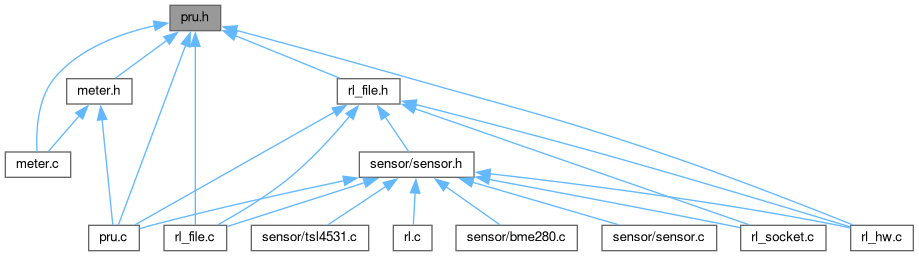 pru.h
meter.h
rl_file.h
meter.c
sensor/sensor.h
pru.c
rl_file.c
sensor/tsl4531.c
rl.c
sensor/bme280.c
sensor/sensor.c
rl_socket.c
rl_hw.c